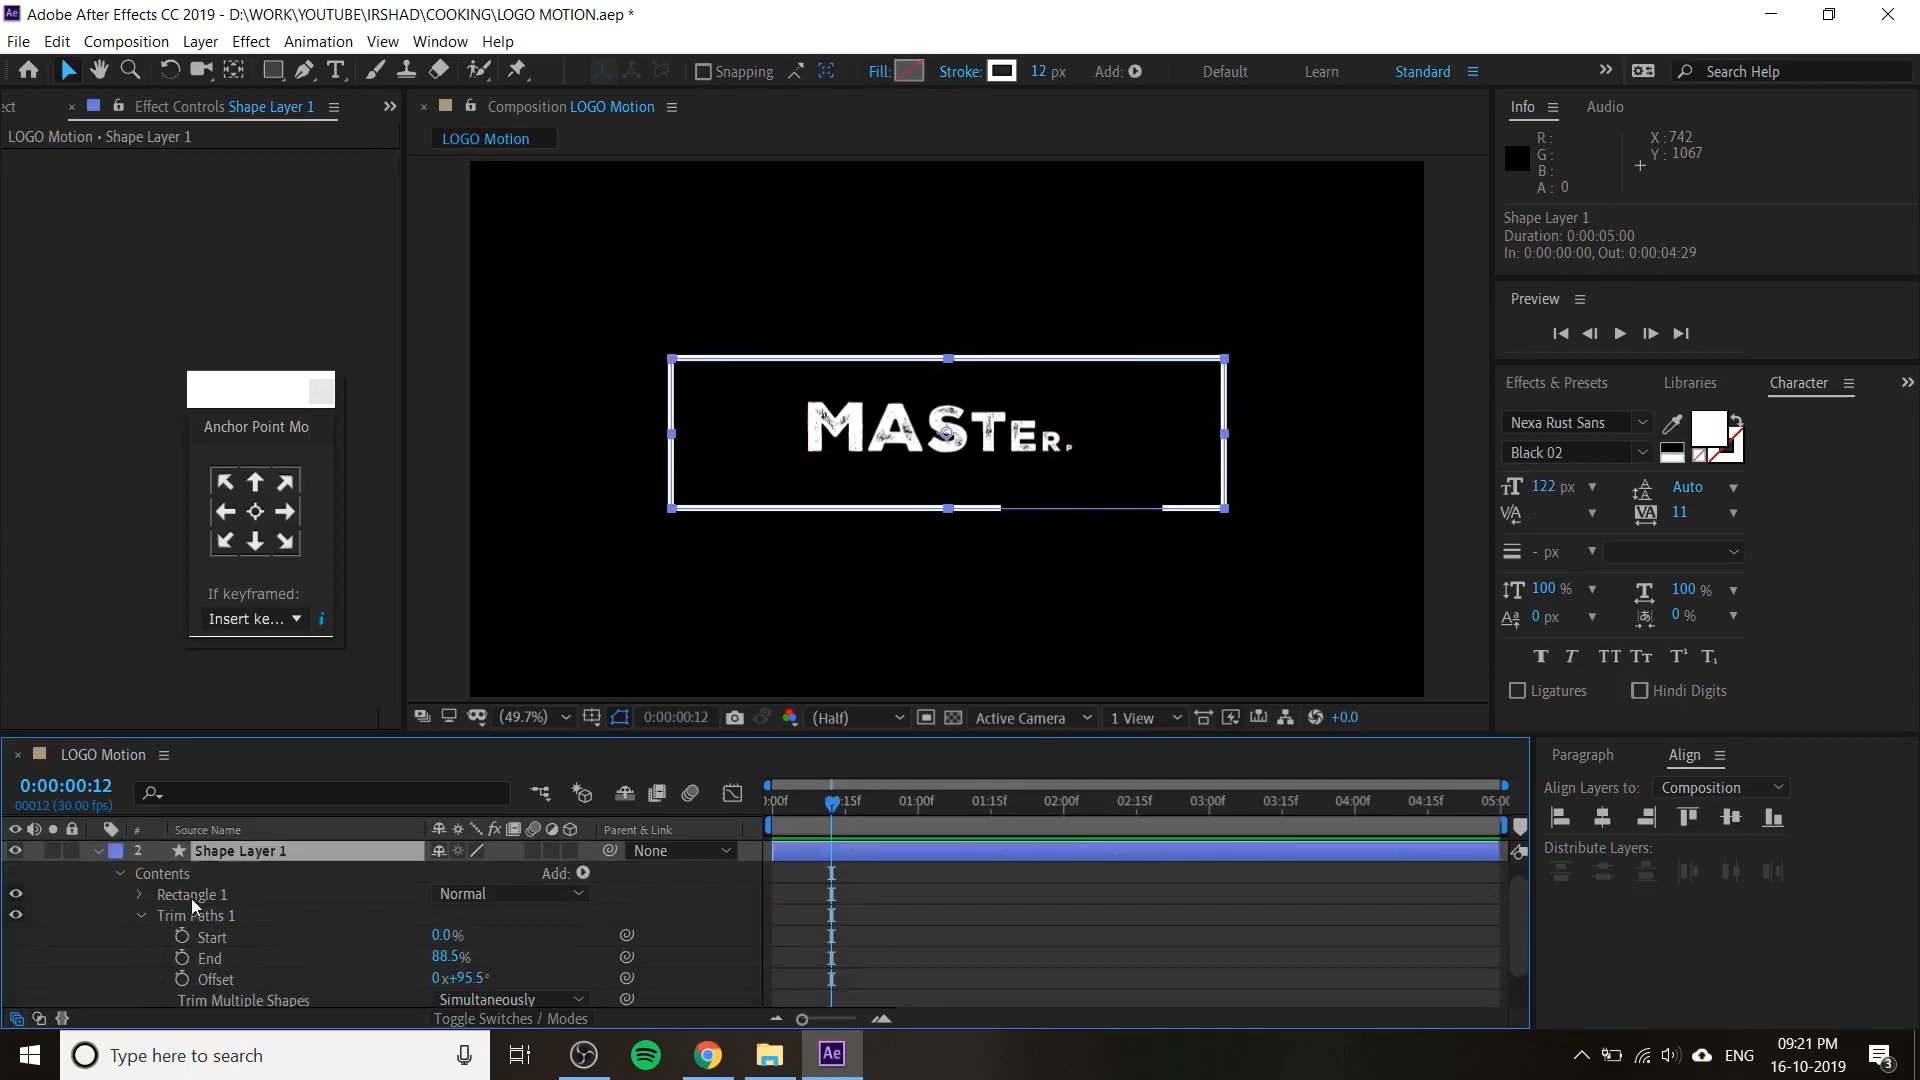 Adobe After Effects CC 2019 - D:\WORK\YOUTUBE\IRSHAD\COOKING\LOGO MOTION.aep *
File Edit Composition Layer Effect Animation View Window Help
Snapping Fill: Stroke: 12 px Add: Default Learn Standard Search Help
ect Effect Controls Shape Layer 1
Composition LOGO Motion
Info Audio
LOGO Motion • Shape Layer 1
LOGO Motion
R :
G :
B :
A : 0
X : 742
Y : 1067
Shape Layer 1
Duration: 0:00:05:00
In: 0:00:00:00, Out: 0:00:04:29
Preview
MASTER.P
Anchor Point Mo
If keyframed:
Insert ke...
Effects & Presets Libraries Character
Nexa Rust Sans
Black 02
122 px Auto
- 11
- px
100 % 100 %
0 px 0 %
T T TT Tt T¹ T₁
Ligatures Hindi Digits
(49.7%) 0:00:00:12 (Half) Active Camera 1 View +0.0
LOGO Motion
0:00:00:12
00012 (30.00 fps)
:00f 15f 01:00f 01:15f 02:00f 02:15f 03:00f 03:15f 04:00f 04:15f 05:00
# Source Name fx Parent & Link
2 Shape Layer 1 None
Contents Add:
Rectangle 1 Normal
Trim Paths 1
Start 0.0%
End 88.5%
Offset 0x+95.5°
Trim Multiple Shapes Simultaneously
Toggle Switches / Modes
Paragraph Align
Align Layers to: Composition
Distribute Layers:
Type here to search
Ae
ENG
09:21 PM
16-10-2019
3